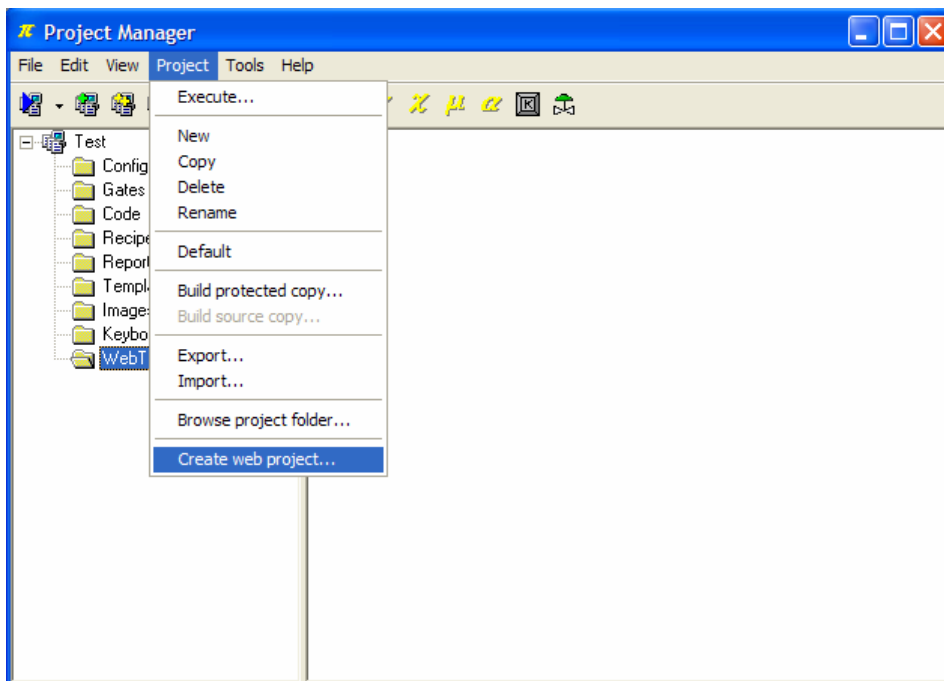 π Project Manager
File Edit View Project Tools Help
χ μ α K
Execute...
New
Copy
Delete
Rename
Default
Build protected copy...
Build source copy...
Export...
Import...
Browse project folder...
Create web project...
Test
Config
Gates
Code
Recipe
Report
Templ
Image
Keybo
WebT